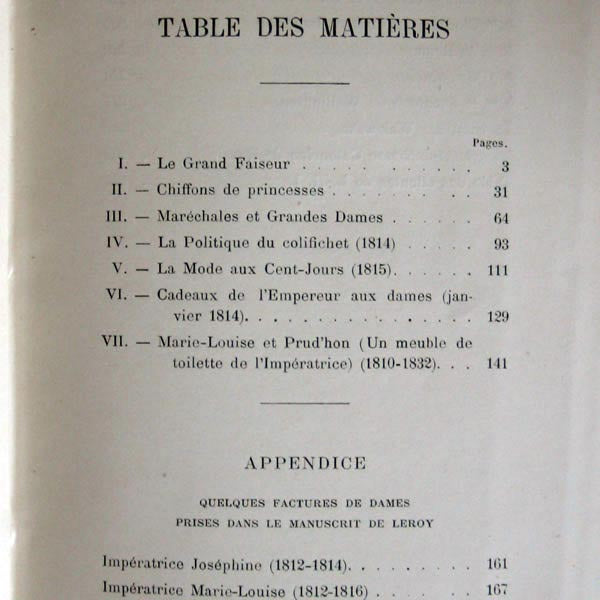 TABLE DES MATIÈRES
Pages.
I. — Le Grand Faiseur . . . . . . . . 3
II. — Chiffons de princesses . . . . . . . 31
III. — Maréchales et Grandes Dames . . . . . 64
IV. — La Politique du colifichet (1814) . . . . 93
V. — La Mode aux Cent-Jours (1815). . . . . 111
VI. — Cadeaux de l'Empereur aux dames (jan-
vier 1814). . . . . . . . . . . . 129
VII. — Marie-Louise et Prud'hon (Un meuble de
toilette de l'Impératrice) (1810-1832). . . 141
APPENDICE
QUELQUES FACTURES DE DAMES
PRISES DANS LE MANUSCRIT DE LEROY
Impératrice Joséphine (1812-1814). . . . . . . . 161
Impératrice Marie-Louise (1812-1816) . . . . . . 167